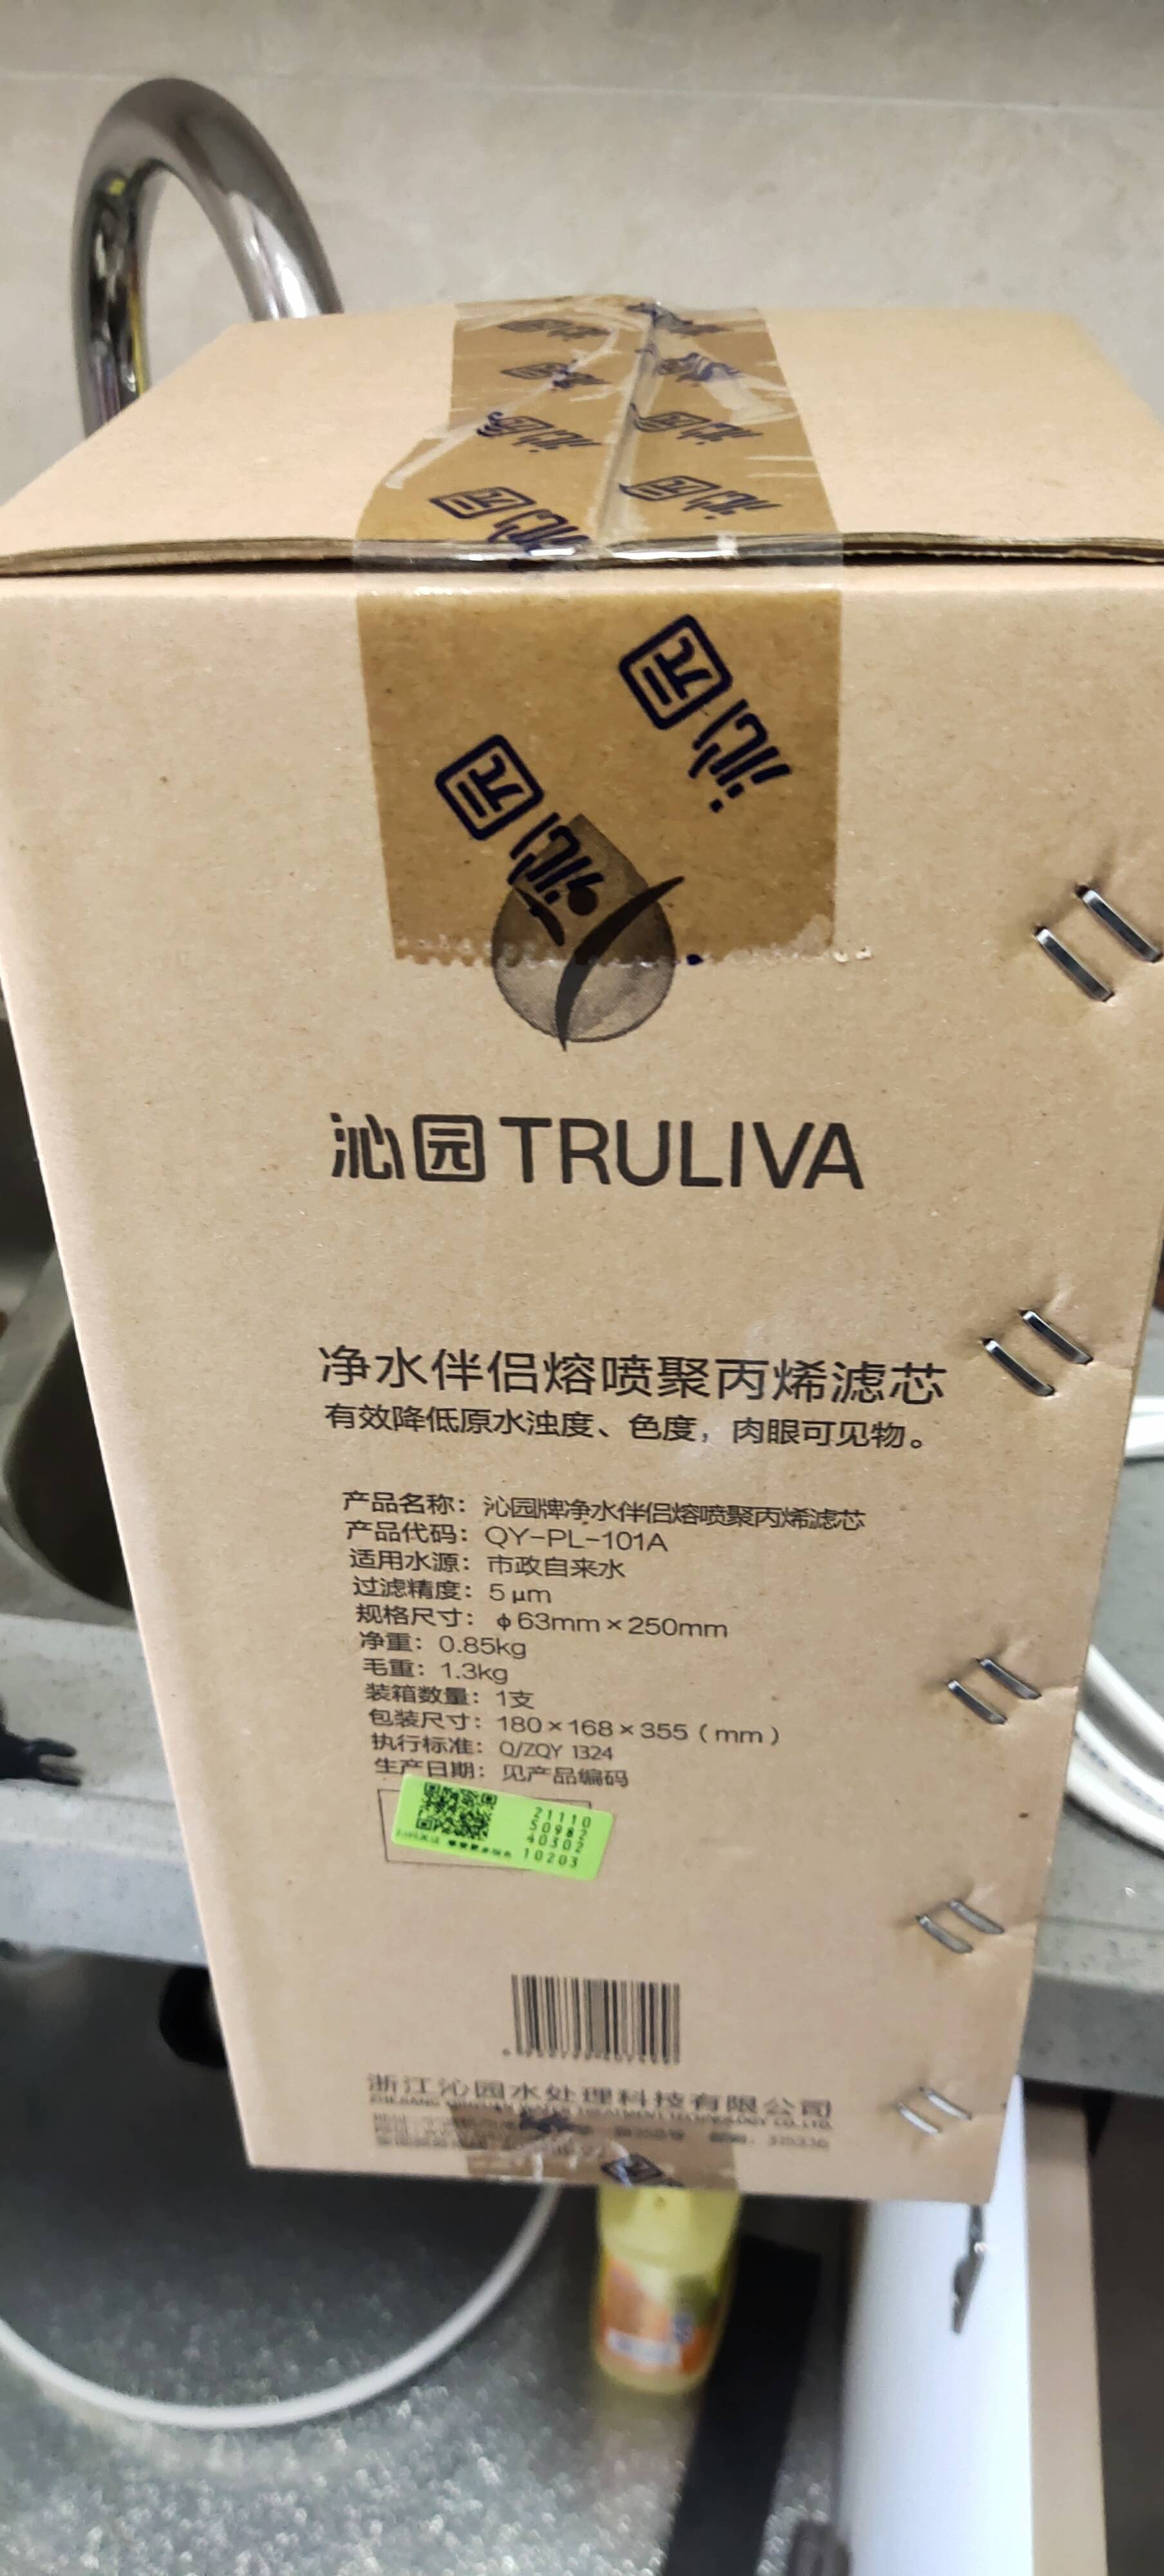 沁园
沁园
沁园
沁园
沁园
沁园
沁园
沁园 TRULIVA
净水伴侣熔喷聚丙烯滤芯
有效降低原水浊度、色度，肉眼可见物。
产品名称：沁园牌净水伴侣熔喷聚丙烯滤芯
产品代码：QY-PL-101A
适用水源：市政自来水
过滤精度：5 μm
规格尺寸：φ63mm×250mm
净重：0.85kg
毛重：1.3kg
装箱数量：1支
包装尺寸：180×168×355（mm）
执行标准：Q/ZQY 1324
生产日期：见产品编码
21110
50982
40302
10203
浙江沁园水处理科技有限公司